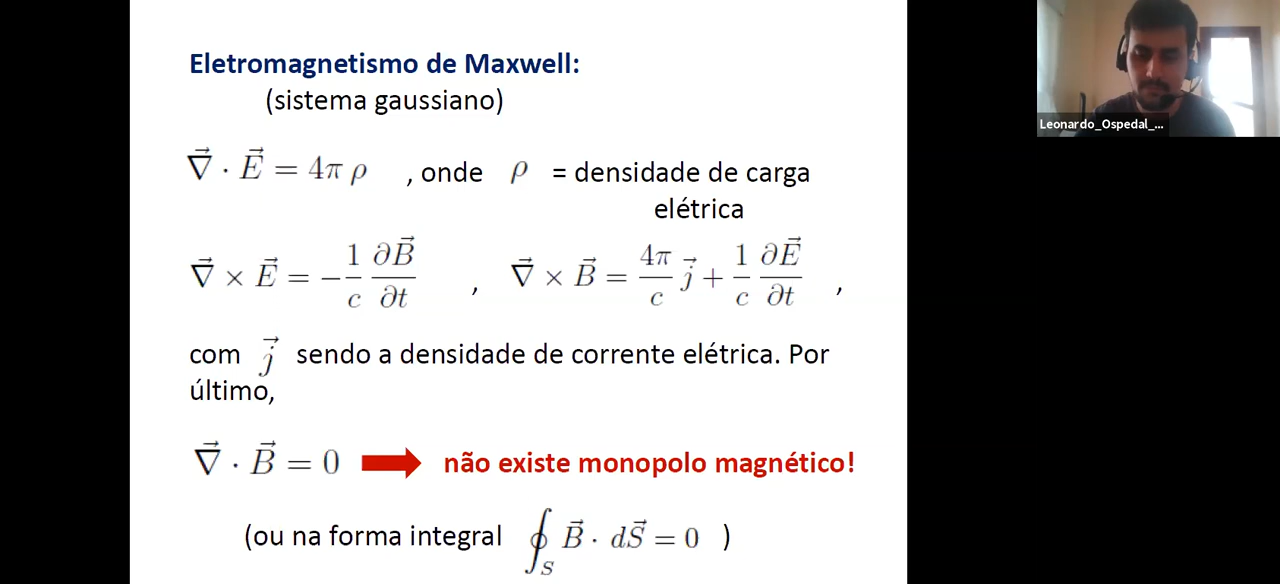 Eletromagnetismo de Maxwell:
(sistema gaussiano)
∇⃗ · E⃗ = 4π ρ , onde ρ = densidade de carga
elétrica
∇⃗ × E⃗ = −(1/c) ∂B⃗/∂t , ∇⃗ × B⃗ = (4π/c) j⃗ + (1/c) ∂E⃗/∂t ,
com j⃗ sendo a densidade de corrente elétrica. Por
último,
∇⃗ · B⃗ = 0 não existe monopolo magnético!
(ou na forma integral ∮_S B⃗ · dS⃗ = 0 )
Leonardo_Ospedal_...